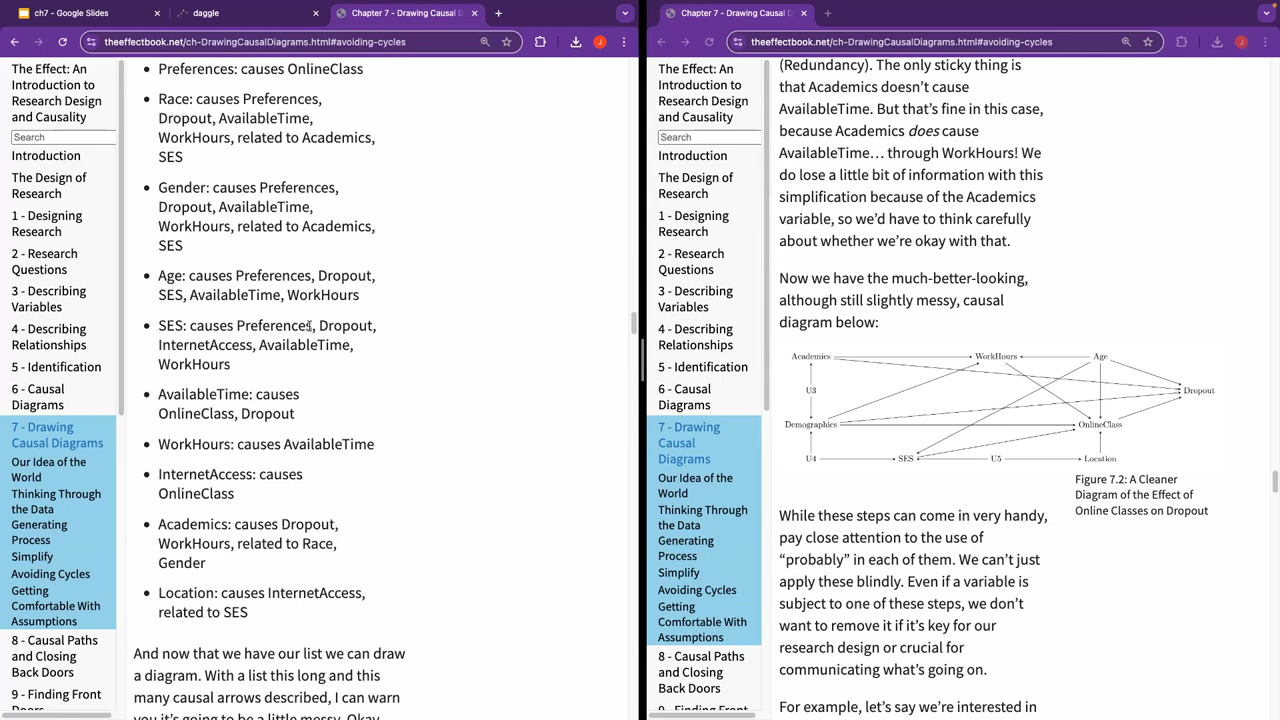 ch7 - Google Slides
daggle
Chapter 7 - Drawing Causal D
theeffectbook.net/ch-DrawingCausalDiagrams.html#avoiding-cycles
J
The Effect: An
Introduction to
Research Design
and Causality
Search
Introduction
The Design of
Research
1 - Designing
Research
2 - Research
Questions
3 - Describing
Variables
4 - Describing
Relationships
5 - Identification
6 - Causal
Diagrams
7 - Drawing
Causal Diagrams
Our Idea of the
World
Thinking Through
the Data
Generating
Process
Simplify
Avoiding Cycles
Getting
Comfortable With
Assumptions
8 - Causal Paths
and Closing
Back Doors
9 - Finding Front
Doors
• Preferences: causes OnlineClass
• Race: causes Preferences,
Dropout, AvailableTime,
WorkHours, related to Academics,
SES
• Gender: causes Preferences,
Dropout, AvailableTime,
WorkHours, related to Academics,
SES
• Age: causes Preferences, Dropout,
SES, AvailableTime, WorkHours
• SES: causes Preferences, Dropout,
InternetAccess, AvailableTime,
WorkHours
• AvailableTime: causes
OnlineClass, Dropout
• WorkHours: causes AvailableTime
• InternetAccess: causes
OnlineClass
• Academics: causes Dropout,
WorkHours, related to Race,
Gender
• Location: causes InternetAccess,
related to SES
And now that we have our list we can draw
a diagram. With a list this long and this
many causal arrows described, I can warn
you it's going to be a little messy. Okay,
Chapter 7 - Drawing Causal D
theeffectbook.net/ch-DrawingCausalDiagrams.html#avoiding-cycles
J
The Effect: An
Introduction to
Research Design
and Causality
Search
Introduction
The Design of
Research
1 - Designing
Research
2 - Research
Questions
3 - Describing
Variables
4 - Describing
Relationships
5 - Identification
6 - Causal
Diagrams
7 - Drawing
Causal
Diagrams
Our Idea of the
World
Thinking Through
the Data
Generating
Process
Simplify
Avoiding Cycles
Getting
Comfortable With
Assumptions
8 - Causal Paths
and Closing
Back Doors
9 - Finding Front
(Redundancy). The only sticky thing is
that Academics doesn't cause
AvailableTime. But that's fine in this case,
because Academics does cause
AvailableTime… through WorkHours! We
do lose a little bit of information with this
simplification because of the Academics
variable, so we'd have to think carefully
about whether we're okay with that.
Now we have the much-better-looking,
although still slightly messy, causal
diagram below:
Academics WorkHours Age
U3 Dropout
Demographics OnlineClass
U4 SES U5 Location
Figure 7.2: A Cleaner
Diagram of the Effect of
Online Classes on Dropout
While these steps can come in very handy,
pay close attention to the use of
“probably” in each of them. We can't just
apply these blindly. Even if a variable is
subject to one of these steps, we don't
want to remove it if it's key for our
research design or crucial for
communicating what's going on.
For example, let's say we're interested in